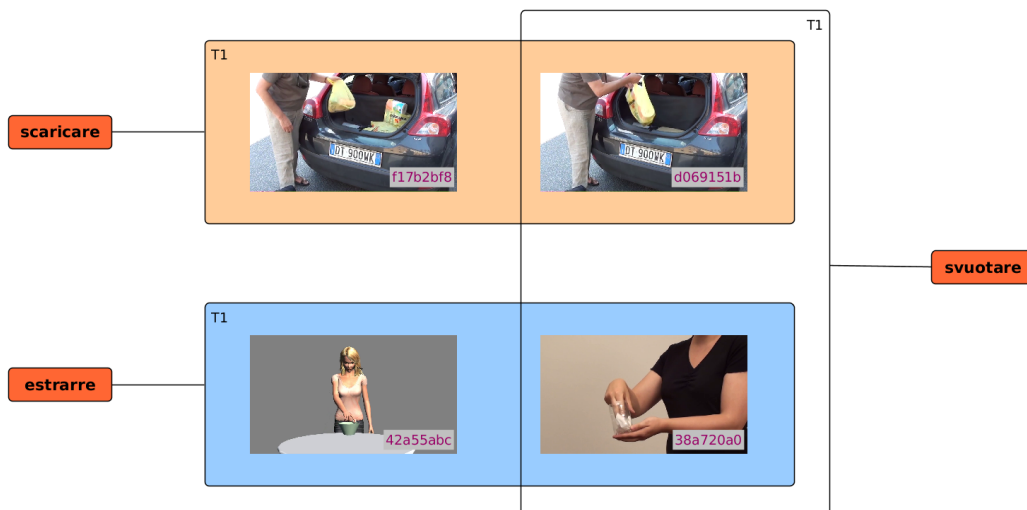 T1
T1
scaricare
DT 900WK
f17b2bf8
DT 900WK
d069151b
svuotare
T1
estrarre
42a55abc
38a720a0